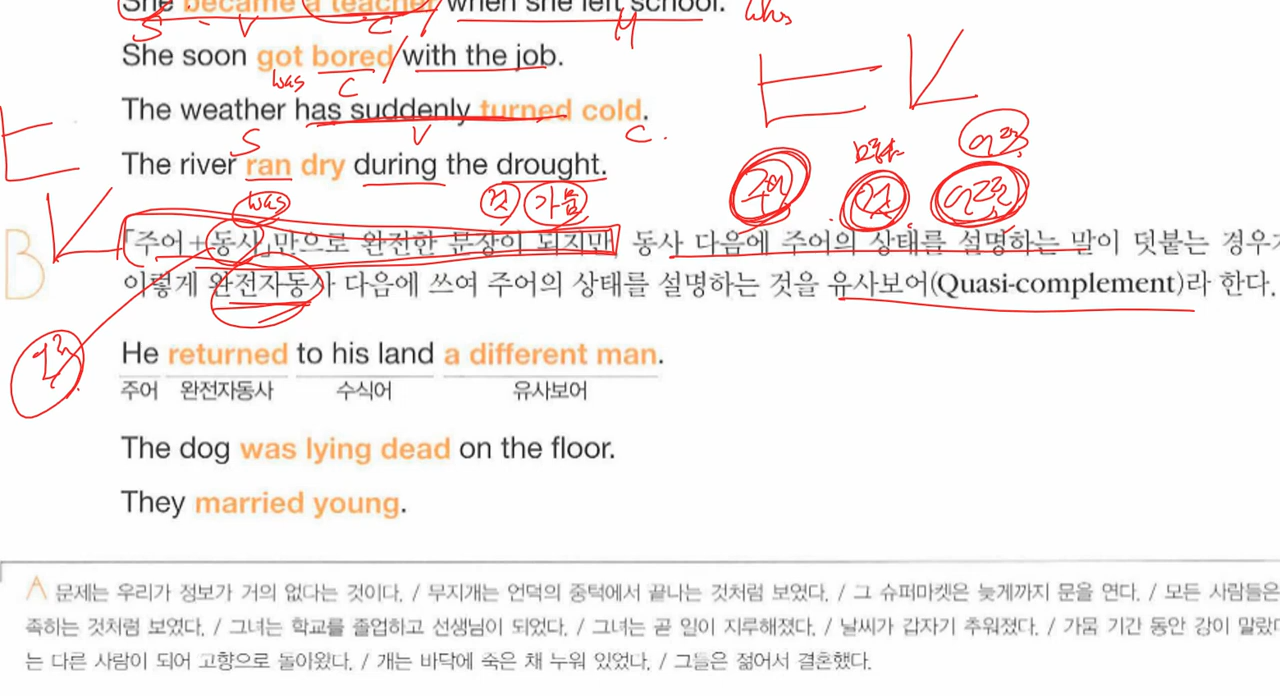 She became a teacher when she left school.
S V C M
She soon got bored with the job.
was C
The weather has suddenly turned cold.
S V C.
The river ran dry during the drought.
was
가뭄
B 「주어+동사」만으로 완전한 문장이 되지만 동사 다음에 주어의 상태를 설명하는 말이 덧붙는 경우가
이렇게 완전자동사 다음에 쓰여 주어의 상태를 설명하는 것을 유사보어(Quasi-complement)라 한다.
He returned to his land a different man.
주어 완전자동사 수식어 유사보어
The dog was lying dead on the floor.
They married young.
A 문제는 우리가 정보가 거의 없다는 것이다. / 무지개는 언덕의 중턱에서 끝나는 것처럼 보였다. / 그 슈퍼마켓은 늦게까지 문을 연다. / 모든 사람들은
족하는 것처럼 보였다. / 그녀는 학교를 졸업하고 선생님이 되었다. / 그녀는 곧 일이 지루해졌다. / 날씨가 갑자기 추워졌다. / 가뭄 기간 동안 강이 말랐다
는 다른 사람이 되어 고향으로 돌아왔다. / 개는 바닥에 죽은 채 누워 있었다. / 그들은 젊어서 결혼했다.